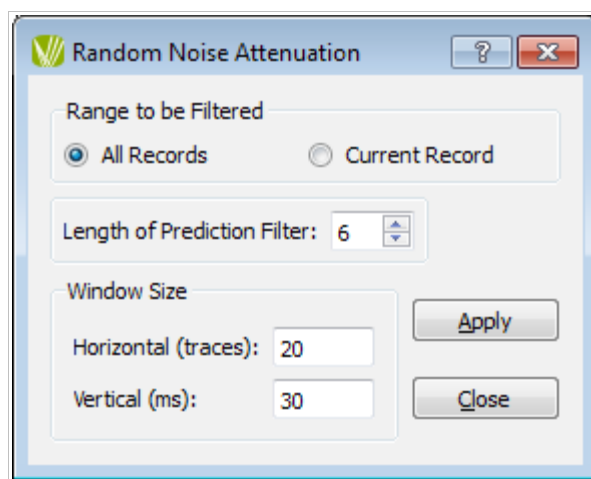 Random Noise Attenuation ?
Range to be Filtered
All Records Current Record
Length of Prediction Filter: 6
Window Size
Horizontal (traces): 20
Apply
Vertical (ms): 30
Close